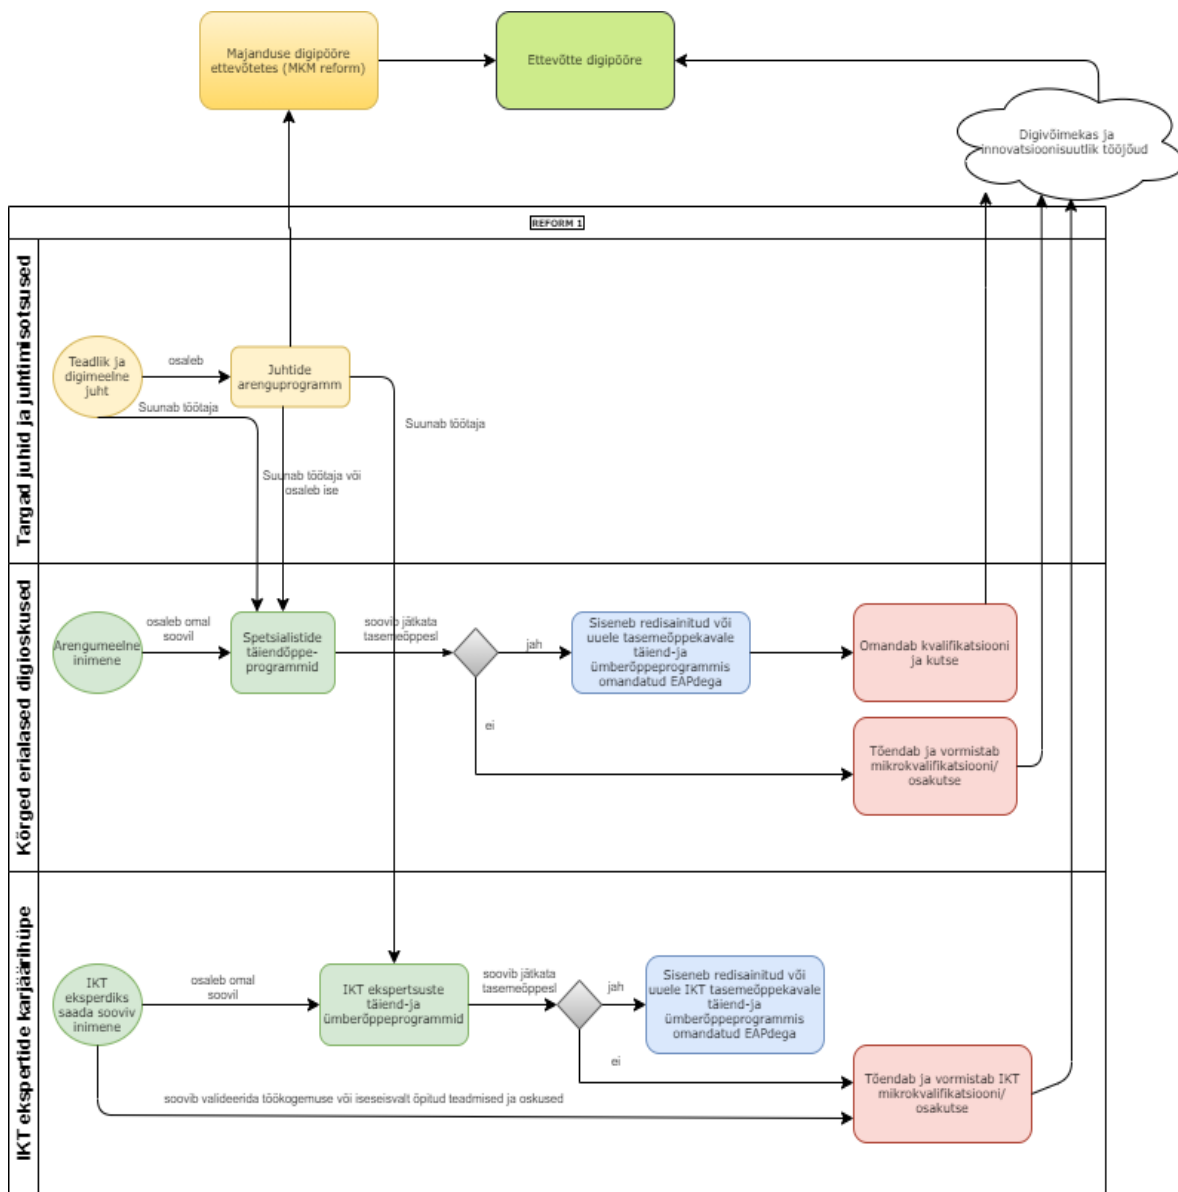 Majanduse digipööre
ettevõtetes (MKM reform)
Ettevõtte digipööre
Digivõimekas ja
innovatsioonisuutlik tööjõud
REFORM 1
Targad juhid ja juhtimisotsused
Teadlik ja
digimeelne
juht
osaleb
Juhtide
arenguprogramm
Suunab töötaja
Suunab töötaja
Suunab töötaja või
osaleb ise
Kõrged erialased digioskused
Arengumeelne
inimene
osaleb omal
soovil
Spetsialistide
täiendõppe-
programmid
soovib jätkata
tasemeõppesl
jah
ei
Siseneb redisainitud või
uuele tasemeõppekavale
täiend-ja
ümberõppeprogrammis
omandatud EAPdega
Omandab kvalifikatsiooni
ja kutse
Tõendab ja vormistab
mikrokvalifikatsiooni/
osakutse
IKT ekspertide karjäärihüpe
IKT
eksperdiks
saada sooviv
inimene
osaleb omal
soovil
IKT ekspertsuste
täiend-ja
ümberõppeprogrammid
soovib jätkata
tasemeõppesl
jah
ei
Siseneb redisainitud või
uuele IKT tasemeõppekavale
täiend-ja
ümberõppeprogrammis
omandatud EAPdega
Tõendab ja vormistab IKT
mikrokvalifikatsiooni/
osakutse
soovib valideerida töökogemuse või iseseisvalt õpitud teadmised ja oskused